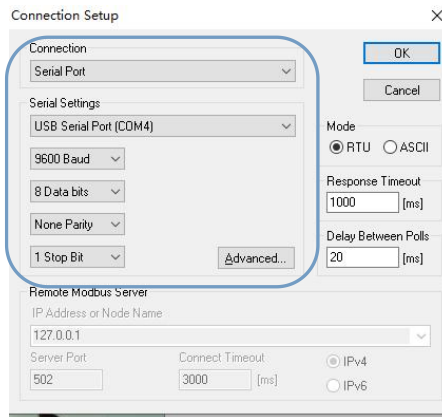 Connection Setup
Connection
Serial Port
OK
Cancel
Serial Settings
USB Serial Port (COM4)
9600 Baud
8 Data bits
None Parity
1 Stop Bit
Advanced...
Mode
RTU ASCII
Response Timeout
1000 [ms]
Delay Between Polls
20 [ms]
Remote Modbus Server
IP Address or Node Name
127.0.0.1
Server Port Connect Timeout
502 3000 [ms]
IPv4
IPv6